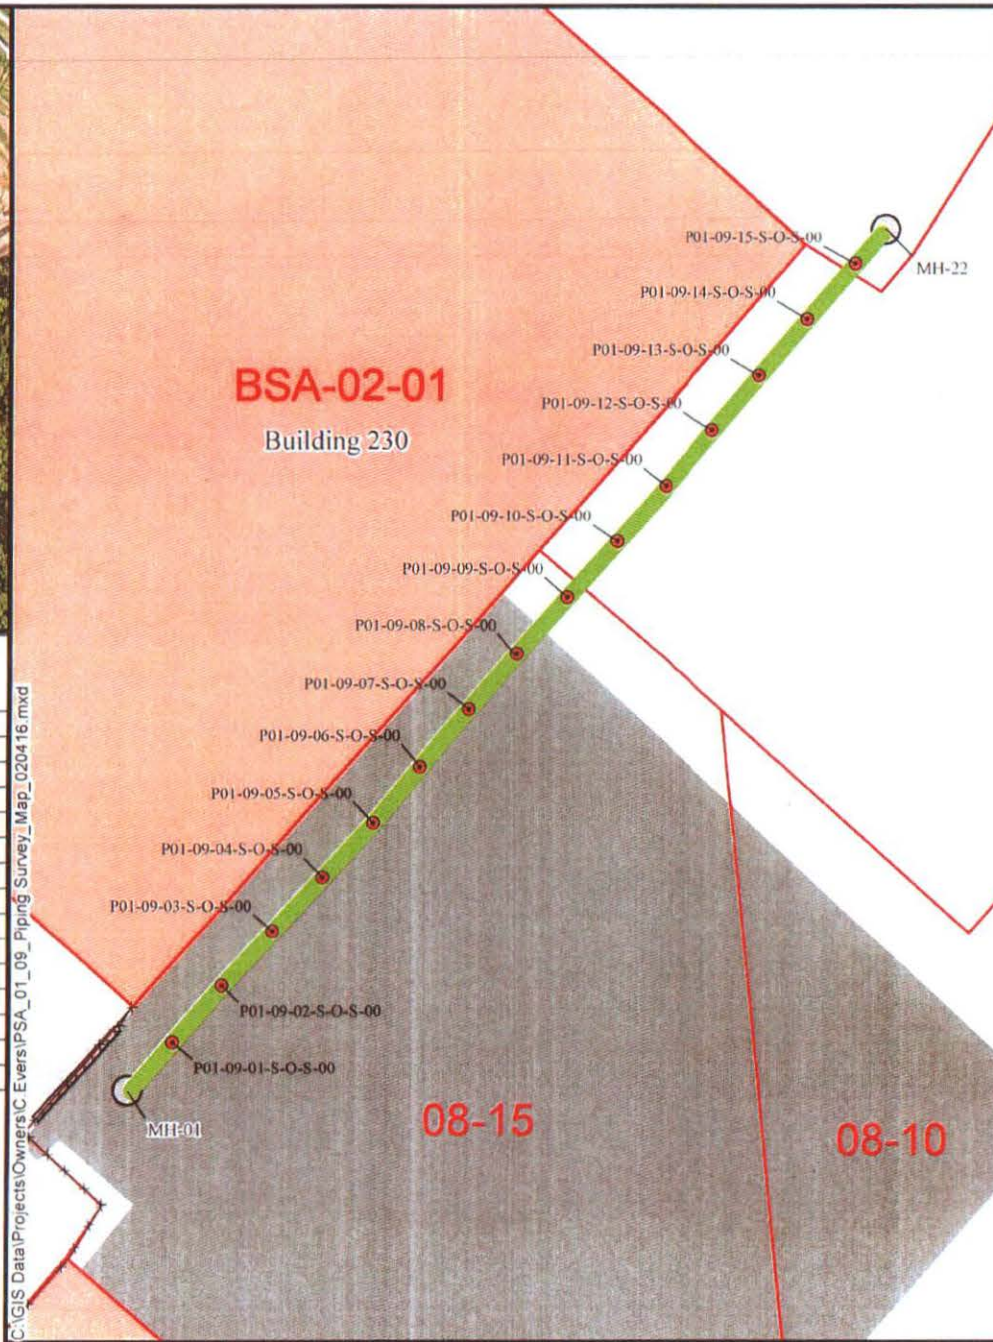 P01-09-15-S-O-S-00
MH-22
P01-09-14-S-O-S-00
P01-09-13-S-O-S-00
BSA-02-01
P01-09-12-S-O-S-00
Building 230
P01-09-11-S-O-S-00
P01-09-10-S-O-S-00
P01-09-09-S-O-S-00
P01-09-08-S-O-S-00
P01-09-07-S-O-S-00
P01-09-06-S-O-S-00
P01-09-05-S-O-S-00
P01-09-04-S-O-S-00
P01-09-03-S-O-S-00
P01-09-02-S-O-S-00
P01-09-01-S-O-S-00
MH-01
08-15
08-10
C:\GIS Data\Projects\Owners\C.Evers\PSA_01_09_Piping_Survey_Map_020416.mxd